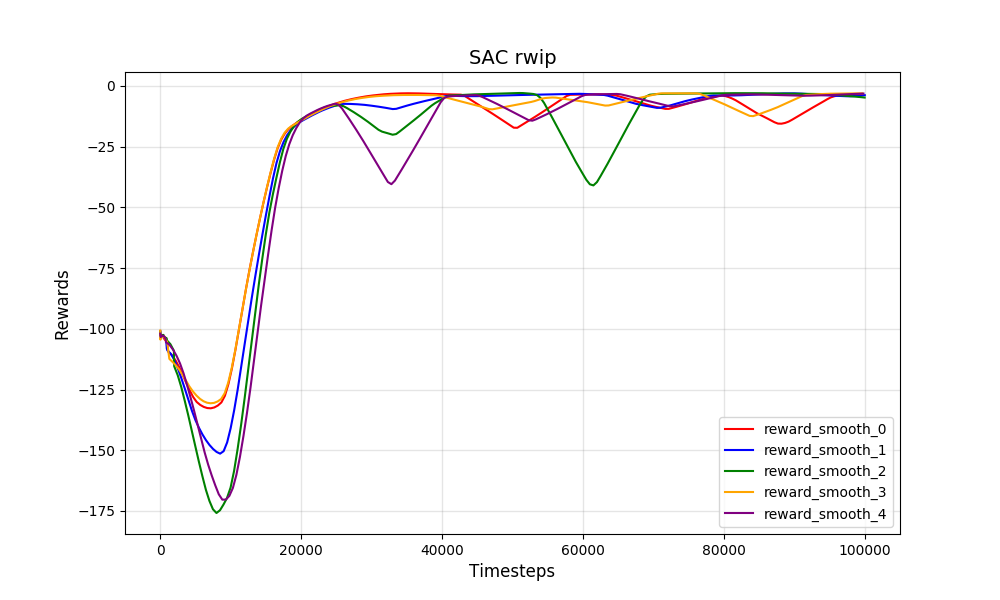 SAC rwip
Rewards
0
−25
−50
−75
−100
−125
−150
−175
0
20000
40000
60000
80000
100000
Timesteps
reward_smooth_0
reward_smooth_1
reward_smooth_2
reward_smooth_3
reward_smooth_4